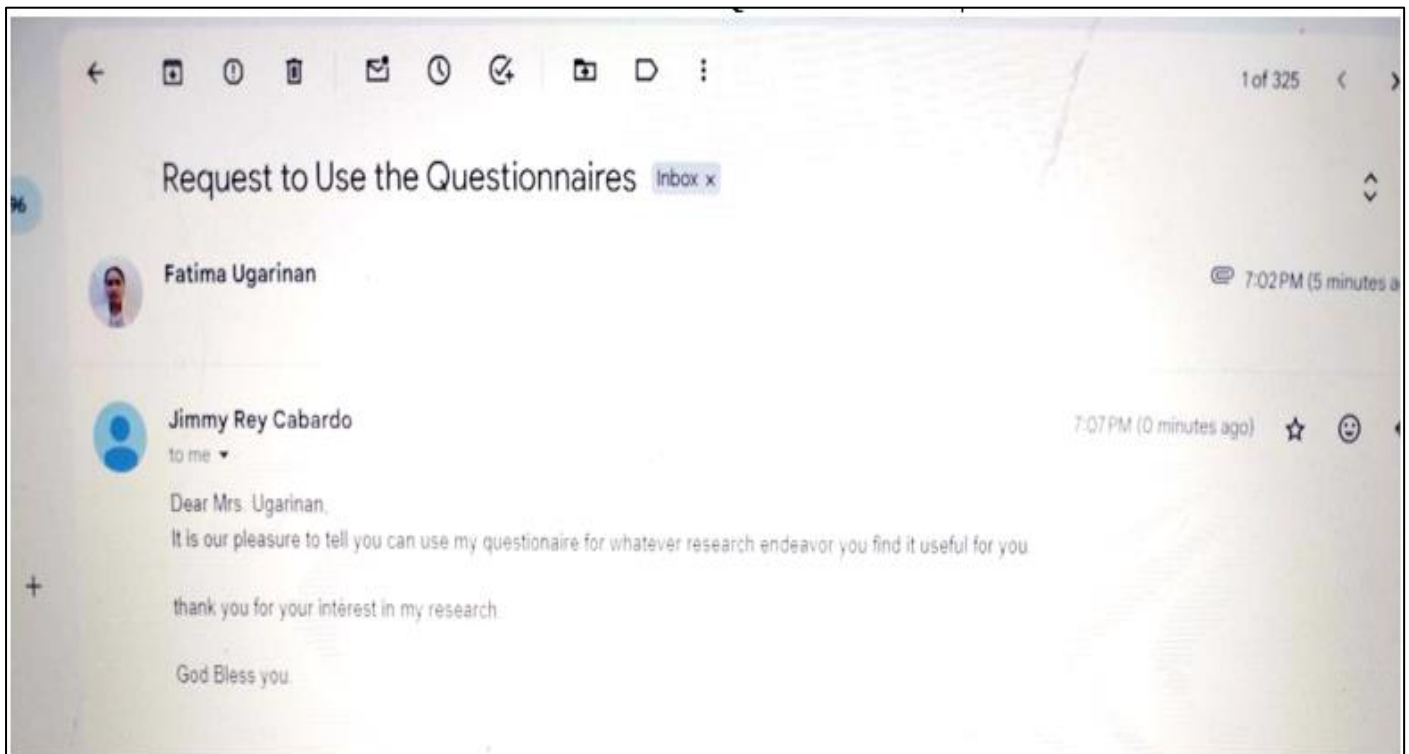 1 of 325
Request to Use the Questionnaires Inbox x
96
Fatima Ugarinan
7:02 PM (5 minutes a
Jimmy Rey Cabardo
7:07 PM (0 minutes ago)
to me
Dear Mrs. Ugarinan,
It is our pleasure to tell you can use my questionaire for whatever research endeavor you find it useful for you.
thank you for your interest in my research.
God Bless you.